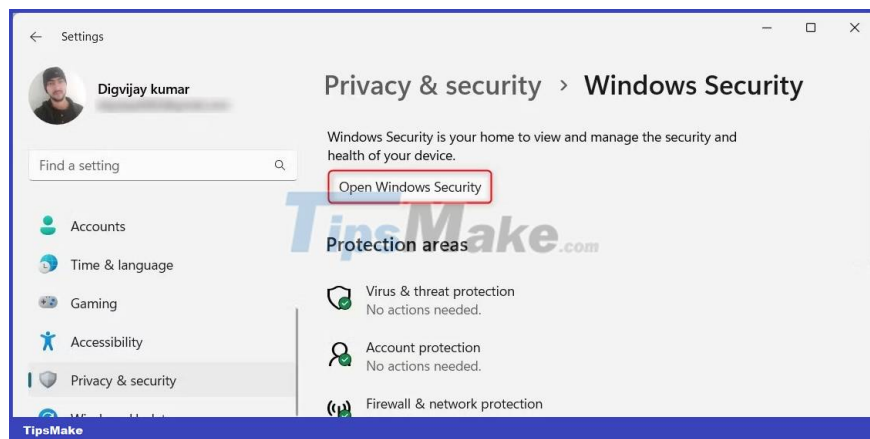 Settings
Digvijay kumar
Find a setting
Accounts
Time & language
Gaming
Accessibility
Privacy & security
Privacy & security > Windows Security
Windows Security is your home to view and manage the security and
health of your device.
Open Windows Security
TipsMake.com
Protection areas
Virus & threat protection
No actions needed.
Account protection
No actions needed.
Firewall & network protection
TipsMake